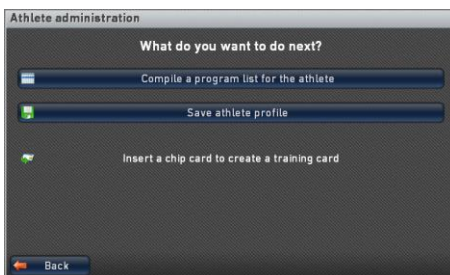 Athlete administration
What do you want to do next?
Compile a program list for the athlete
Save athlete profile
Insert a chip card to create a training card
Back